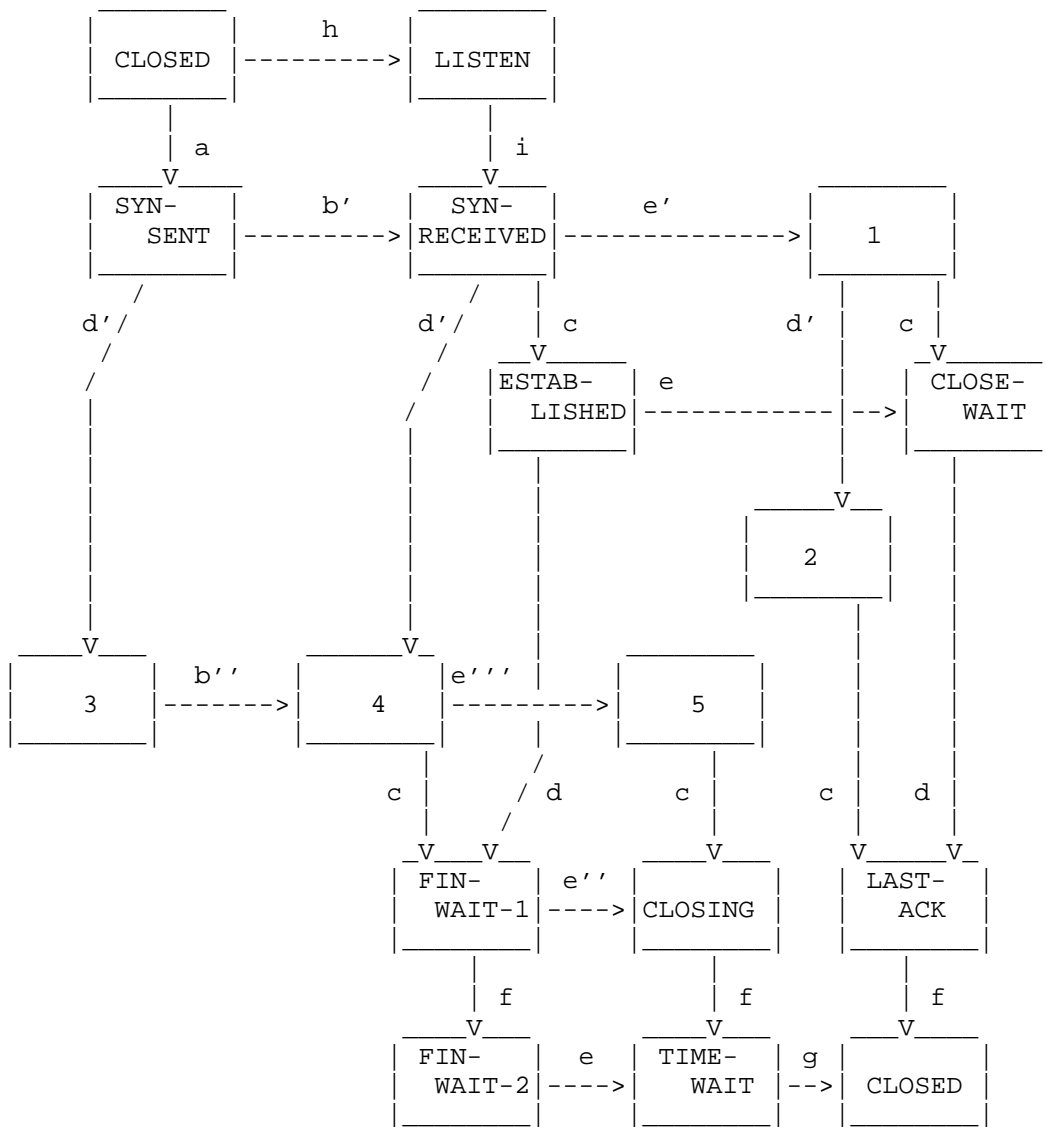 h
CLOSED --------->  LISTEN
a i
SYN- b' SYN- e'
SENT ---------> RECEIVED --------------> 1
d' d' c d' c
ESTAB- e CLOSE-
LISHED ------------ --> WAIT
2
b'' e'''
3 -------> 4 ---------> 5
c d c c d
FIN- e'' LAST-
WAIT-1 ----> CLOSING ACK
f f f
FIN- e TIME- g
WAIT-2 ----> WAIT --> CLOSED